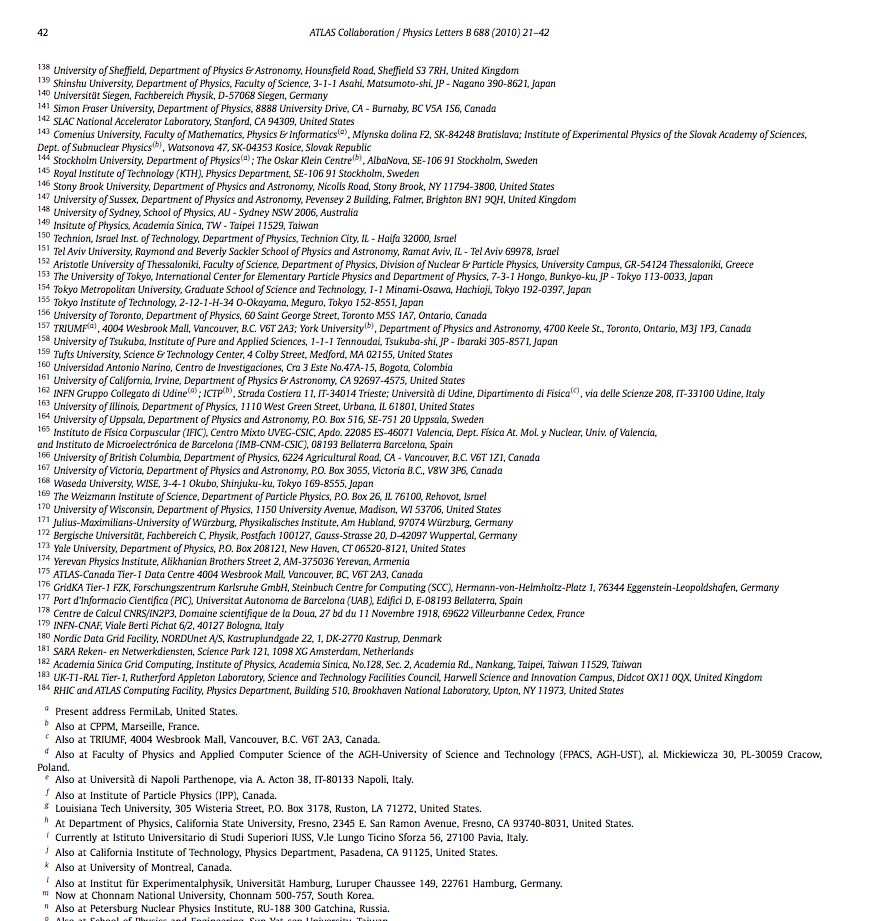 42
ATLAS Collaboration / Physics Letters B 688 (2010) 21–42
138 University of Sheffield, Department of Physics & Astronomy, Hounsfield Road, Sheffield S3 7RH, United Kingdom
139 Shinshu University, Department of Physics, Faculty of Science, 3-1-1 Asahi, Matsumoto-shi, JP - Nagano 390-8621, Japan
140 Universität Siegen, Fachbereich Physik, D-57068 Siegen, Germany
141 Simon Fraser University, Department of Physics, 8888 University Drive, CA - Burnaby, BC V5A 1S6, Canada
142 SLAC National Accelerator Laboratory, Stanford, CA 94309, United States
143 Comenius University, Faculty of Mathematics, Physics & Informatics(a), Mlynska dolina F2, SK-84248 Bratislava; Institute of Experimental Physics of the Slovak Academy of Sciences,
Dept. of Subnuclear Physics(b), Watsonova 47, SK-04353 Kosice, Slovak Republic
144 Stockholm University, Department of Physics(a); The Oskar Klein Centre(b), AlbaNova, SE-106 91 Stockholm, Sweden
145 Royal Institute of Technology (KTH), Physics Department, SE-106 91 Stockholm, Sweden
146 Stony Brook University, Department of Physics and Astronomy, Nicolls Road, Stony Brook, NY 11794-3800, United States
147 University of Sussex, Department of Physics and Astronomy, Pevensey 2 Building, Falmer, Brighton BN1 9QH, United Kingdom
148 University of Sydney, School of Physics, AU - Sydney NSW 2006, Australia
149 Insitute of Physics, Academia Sinica, TW - Taipei 11529, Taiwan
150 Technion, Israel Inst. of Technology, Department of Physics, Technion City, IL - Haifa 32000, Israel
151 Tel Aviv University, Raymond and Beverly Sackler School of Physics and Astronomy, Ramat Aviv, IL - Tel Aviv 69978, Israel
152 Aristotle University of Thessaloniki, Faculty of Science, Department of Physics, Division of Nuclear & Particle Physics, University Campus, GR-54124 Thessaloniki, Greece
153 The University of Tokyo, International Center for Elementary Particle Physics and Department of Physics, 7-3-1 Hongo, Bunkyo-ku, JP - Tokyo 113-0033, Japan
154 Tokyo Metropolitan University, Graduate School of Science and Technology, 1-1 Minami-Osawa, Hachioji, Tokyo 192-0397, Japan
155 Tokyo Institute of Technology, 2-12-1-H-34 O-Okayama, Meguro, Tokyo 152-8551, Japan
156 University of Toronto, Department of Physics, 60 Saint George Street, Toronto M5S 1A7, Ontario, Canada
157 TRIUMF(a), 4004 Wesbrook Mall, Vancouver, B.C. V6T 2A3; York University(b), Department of Physics and Astronomy, 4700 Keele St., Toronto, Ontario, M3J 1P3, Canada
158 University of Tsukuba, Institute of Pure and Applied Sciences, 1-1-1 Tennoudai, Tsukuba-shi, JP - Ibaraki 305-8571, Japan
159 Tufts University, Science & Technology Center, 4 Colby Street, Medford, MA 02155, United States
160 Universidad Antonio Narino, Centro de Investigaciones, Cra 3 Este No.47A-15, Bogota, Colombia
161 University of California, Irvine, Department of Physics & Astronomy, CA 92697-4575, United States
162 INFN Gruppo Collegato di Udine(a); ICTP(b), Strada Costiera 11, IT-34014 Trieste; Università di Udine, Dipartimento di Fisica(c), via delle Scienze 208, IT-33100 Udine, Italy
163 University of Illinois, Department of Physics, 1110 West Green Street, Urbana, IL 61801, United States
164 University of Uppsala, Department of Physics and Astronomy, P.O. Box 516, SE-751 20 Uppsala, Sweden
165 Instituto de Física Corpuscular (IFIC), Centro Mixto UVEG-CSIC, Apdo. 22085 ES-46071 Valencia, Dept. Física At. Mol. y Nuclear, Univ. of Valencia,
and Instituto de Microelectrónica de Barcelona (IMB-CNM-CSIC), 08193 Bellaterra Barcelona, Spain
166 University of British Columbia, Department of Physics, 6224 Agricultural Road, CA - Vancouver, B.C. V6T 1Z1, Canada
167 University of Victoria, Department of Physics and Astronomy, P.O. Box 3055, Victoria B.C., V8W 3P6, Canada
168 Waseda University, WISE, 3-4-1 Okubo, Shinjuku-ku, Tokyo 169-8555, Japan
169 The Weizmann Institute of Science, Department of Particle Physics, P.O. Box 26, IL 76100, Rehovot, Israel
170 University of Wisconsin, Department of Physics, 1150 University Avenue, Madison, WI 53706, United States
171 Julius-Maximilians-University of Würzburg, Physikalisches Institute, Am Hubland, 97074 Würzburg, Germany
172 Bergische Universität, Fachbereich C, Physik, Postfach 100127, Gauss-Strasse 20, D-42097 Wuppertal, Germany
173 Yale University, Department of Physics, P.O. Box 208121, New Haven, CT 06520-8121, United States
174 Yerevan Physics Institute, Alikhanian Brothers Street 2, AM-375036 Yerevan, Armenia
175 ATLAS-Canada Tier-1 Data Centre 4004 Wesbrook Mall, Vancouver, BC, V6T 2A3, Canada
176 GridKA Tier-1 FZK, Forschungszentrum Karlsruhe GmbH, Steinbuch Centre for Computing (SCC), Hermann-von-Helmholtz-Platz 1, 76344 Eggenstein-Leopoldshafen, Germany
177 Port d'Informacio Cientifica (PIC), Universitat Autonoma de Barcelona (UAB), Edifici D, E-08193 Bellaterra, Spain
178 Centre de Calcul CNRS/IN2P3, Domaine scientifique de la Doua, 27 bd du 11 Novembre 1918, 69622 Villeurbanne Cedex, France
179 INFN-CNAF, Viale Berti Pichat 6/2, 40127 Bologna, Italy
180 Nordic Data Grid Facility, NORDUnet A/S, Kastruplundgade 22, 1, DK-2770 Kastrup, Denmark
181 SARA Reken- en Netwerkdiensten, Science Park 121, 1098 XG Amsterdam, Netherlands
182 Academia Sinica Grid Computing, Institute of Physics, Academia Sinica, No.128, Sec. 2, Academia Rd., Nankang, Taipei, Taiwan 11529, Taiwan
183 UK-T1-RAL Tier-1, Rutherford Appleton Laboratory, Science and Technology Facilities Council, Harwell Science and Innovation Campus, Didcot OX11 0QX, United Kingdom
184 RHIC and ATLAS Computing Facility, Physics Department, Building 510, Brookhaven National Laboratory, Upton, NY 11973, United States
a Present address FermiLab, United States.
b Also at CPPM, Marseille, France.
c Also at TRIUMF, 4004 Wesbrook Mall, Vancouver, B.C. V6T 2A3, Canada.
d Also at Faculty of Physics and Applied Computer Science of the AGH-University of Science and Technology (FPACS, AGH-UST), al. Mickiewicza 30, PL-30059 Cracow,
Poland.
e Also at Università di Napoli Parthenope, via A. Acton 38, IT-80133 Napoli, Italy.
f Also at Institute of Particle Physics (IPP), Canada.
g Louisiana Tech University, 305 Wisteria Street, P.O. Box 3178, Ruston, LA 71272, United States.
h At Department of Physics, California State University, Fresno, 2345 E. San Ramon Avenue, Fresno, CA 93740-8031, United States.
i Currently at Istituto Universitario di Studi Superiori IUSS, V.le Lungo Ticino Sforza 56, 27100 Pavia, Italy.
j Also at California Institute of Technology, Physics Department, Pasadena, CA 91125, United States.
k Also at University of Montreal, Canada.
l Also at Institut für Experimentalphysik, Universität Hamburg, Luruper Chaussee 149, 22761 Hamburg, Germany.
m Now at Chonnam National University, Chonnam 500-757, South Korea.
n Also at Petersburg Nuclear Physics Institute, RU-188 300 Gatchina, Russia.